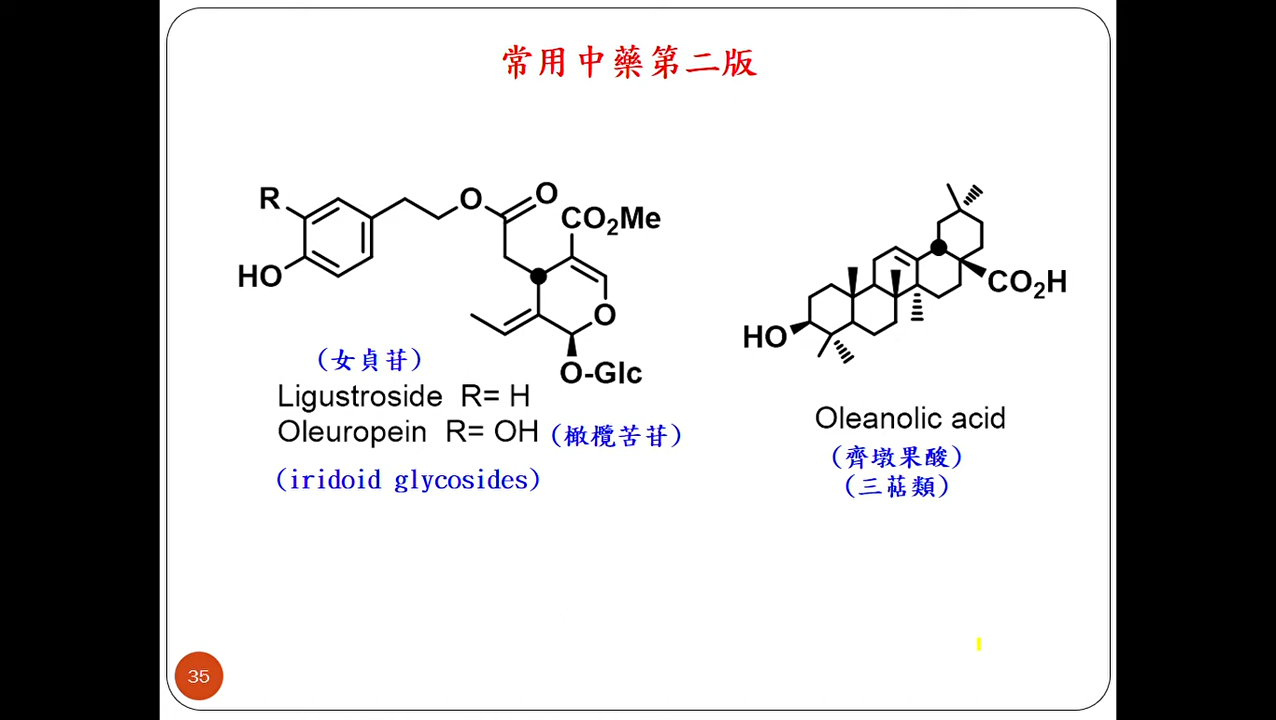 常用中藥第二版
R
HO
O
O
CO2Me
O
O-Glc
(女貞苷)
Ligustroside R= H
Oleuropein R= OH (橄欖苦苷)
(iridoid glycosides)
HO
CO2H
Oleanolic acid
(齊墩果酸)
(三萜類)
35